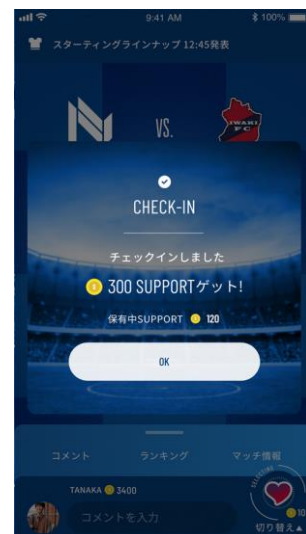 9:41 AM
100%
スターティングラインナップ 12:45発表
N
VS.
IWAKI
FC
CHECK-IN
チェックインしました
300 SUPPORTゲット!
保有中SUPPORT 120
OK
コメント
ランキング
マッチ情報
TANAKA 3400
コメントを入力
10
切り替え▲